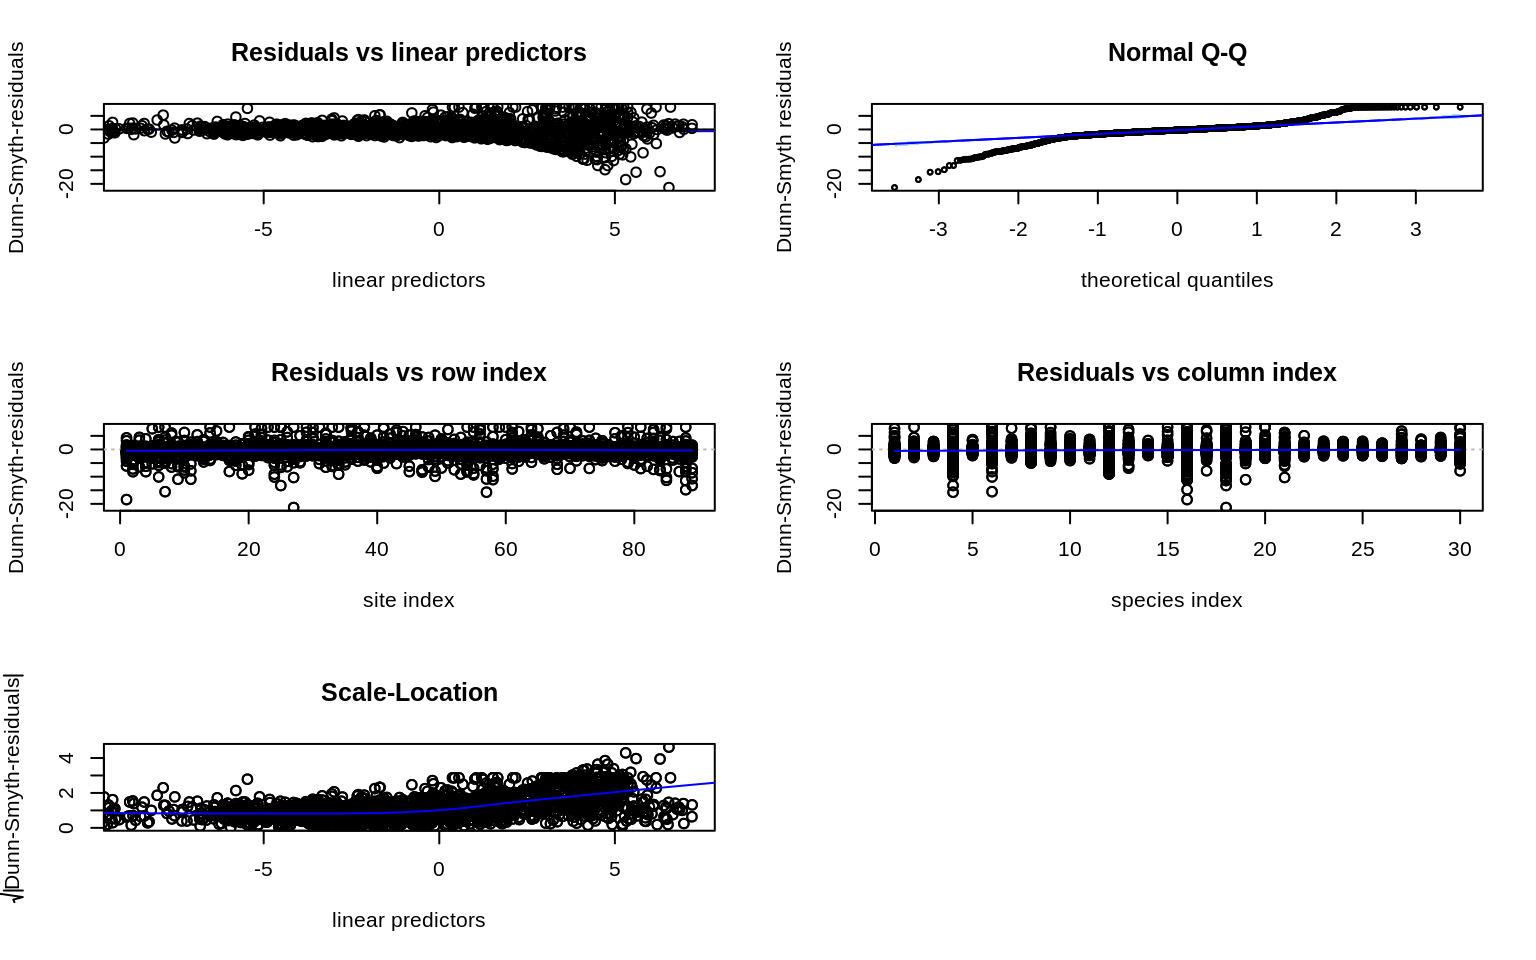 Residuals vs linear predictors
Dunn-Smyth-residuals
0
-20
-5
0
5
linear predictors
Normal Q-Q
Dunn-Smyth residuals
0
-20
-3
-2
-1
0
1
2
3
theoretical quantiles
Residuals vs row index
Dunn-Smyth-residuals
0
-20
0
20
40
60
80
site index
Residuals vs column index
Dunn-Smyth-residuals
0
-20
0
5
10
15
20
25
30
species index
Scale-Location
√|Dunn-Smyth-residuals|
4
2
0
-5
0
5
linear predictors